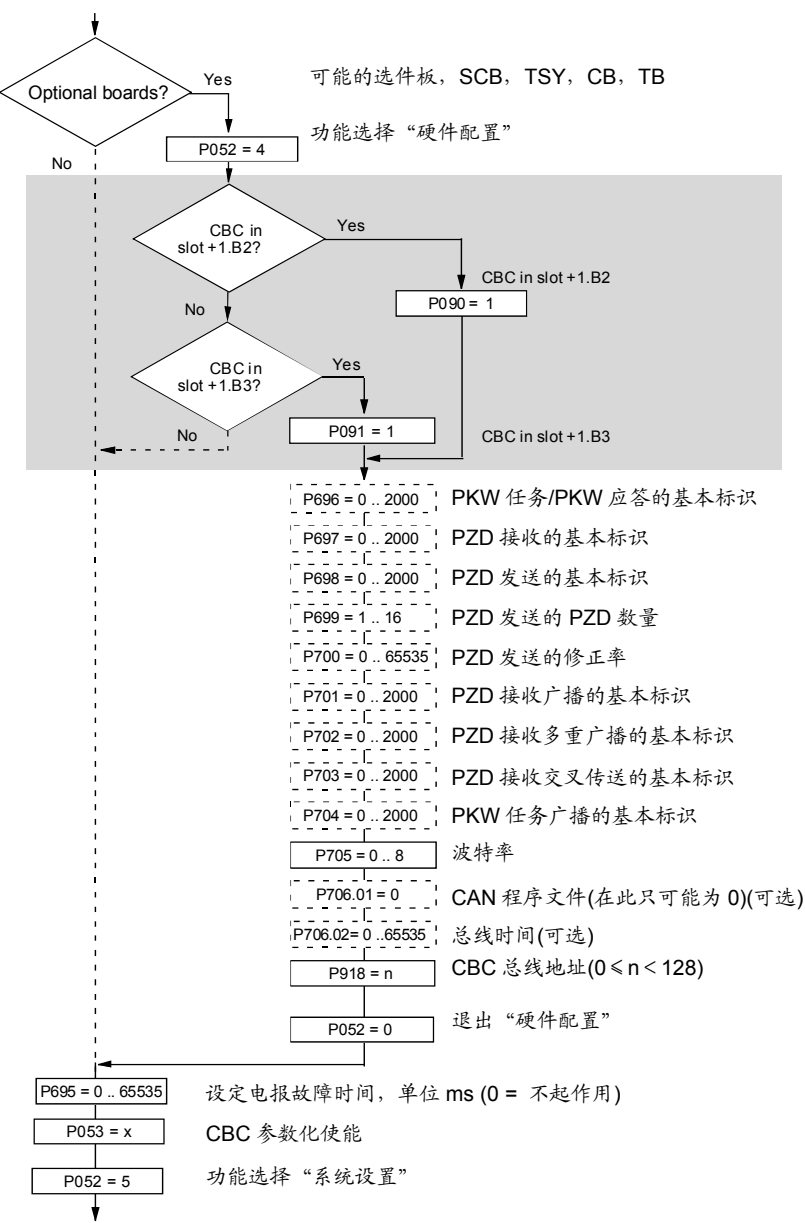 Optional boards?
Yes
可能的选件板，SCB，TSY，CB，TB
P052 = 4
功能选择“硬件配置”
No
CBC in
slot +1.B2?
Yes
CBC in slot +1.B2
P090 = 1
No
CBC in
slot +1.B3?
Yes
P091 = 1
CBC in slot +1.B3
No
P696 = 0 .. 2000 PKW 任务/PKW 应答的基本标识
P697 = 0 .. 2000 PZD 接收的基本标识
P698 = 0 .. 2000 PZD 发送的基本标识
P699 = 1 .. 16 PZD 发送的 PZD 数量
P700 = 0 .. 65535 PZD 发送的修正率
P701 = 0 .. 2000 PZD 接收广播的基本标识
P702 = 0 .. 2000 PZD 接收多重广播的基本标识
P703 = 0 .. 2000 PZD 接收交叉传送的基本标识
P704 = 0 .. 2000 PKW 任务广播的基本标识
P705 = 0 .. 8 波特率
P706.01 = 0 CAN 程序文件(在此只可能为 0)(可选)
P706.02= 0 ..65535 总线时间(可选)
P918 = n CBC 总线地址(0≤n＜128)
P052 = 0 退出“硬件配置”
P695 = 0 .. 65535 设定电报故障时间，单位 ms (0 = 不起作用)
P053 = x CBC 参数化使能
P052 = 5 功能选择“系统设置”